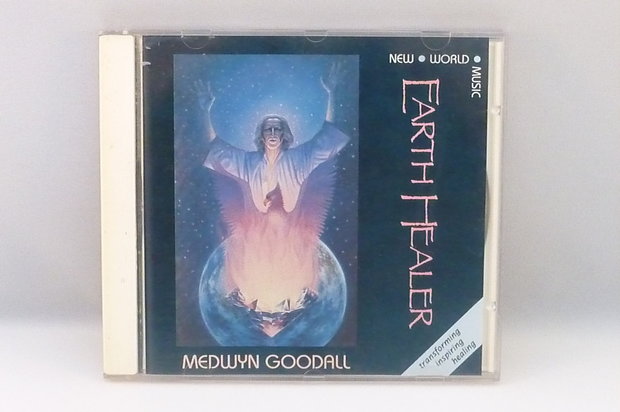 NEW • WORLD • MUSIC
EARTH HEALER
transforming
inspiring
healing
MEDWYN GOODALL